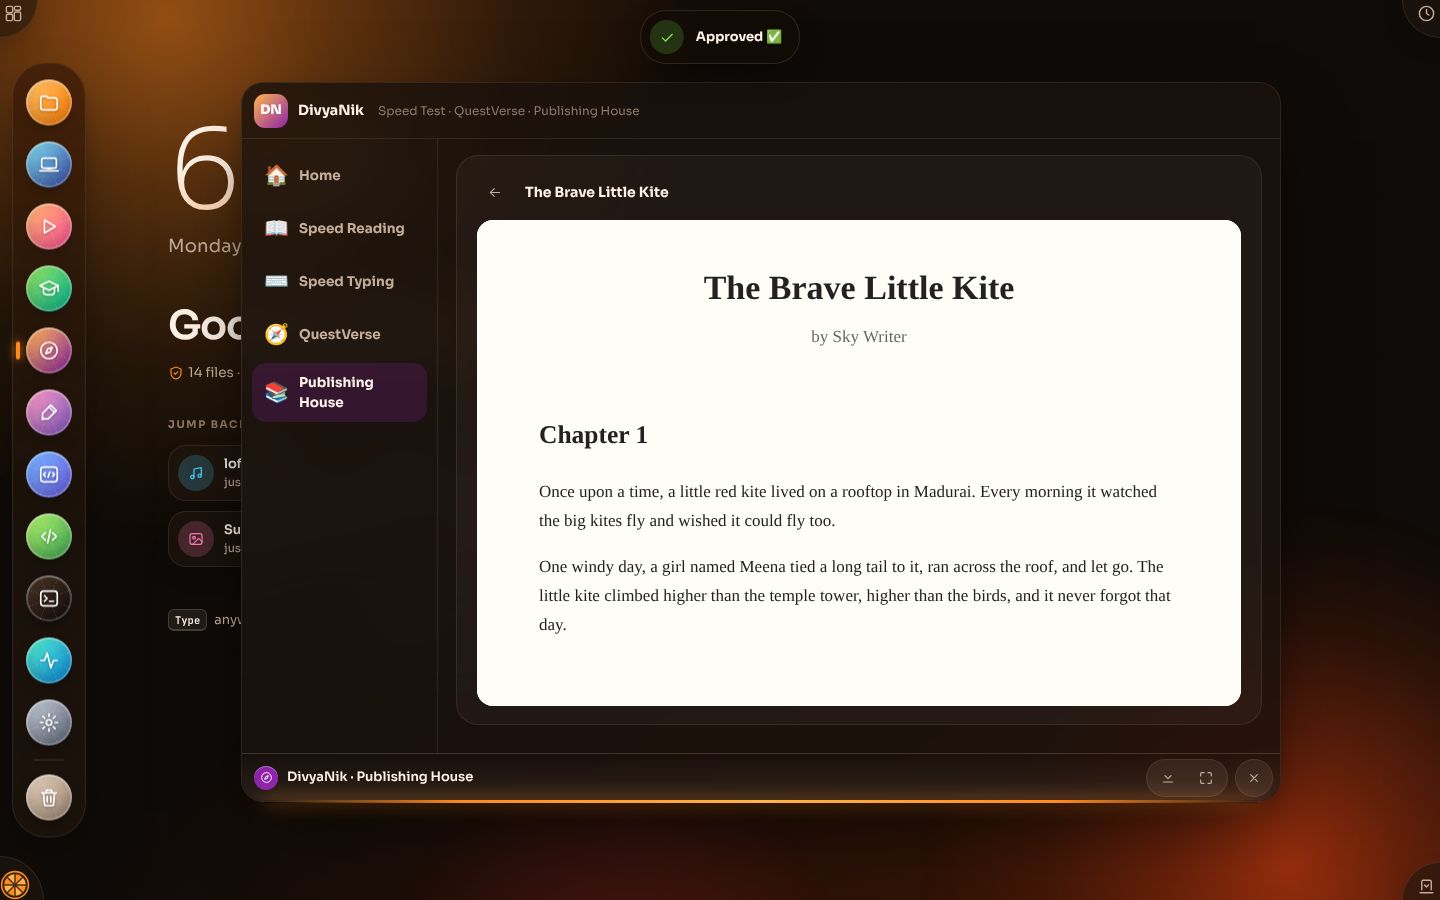 Approved ✅
DN DivyaNik Speed Test · QuestVerse · Publishing House
6
Monday
Goo
14 files ·
JUMP BACK
lof
jus
Su
jus
Type anyw
Home
Speed Reading
Speed Typing
QuestVerse
Publishing
House
The Brave Little Kite
The Brave Little Kite
by Sky Writer
Chapter 1
Once upon a time, a little red kite lived on a rooftop in Madurai. Every morning it watched
the big kites fly and wished it could fly too.
One windy day, a girl named Meena tied a long tail to it, ran across the roof, and let go. The
little kite climbed higher than the temple tower, higher than the birds, and it never forgot that
day.
DivyaNik · Publishing House